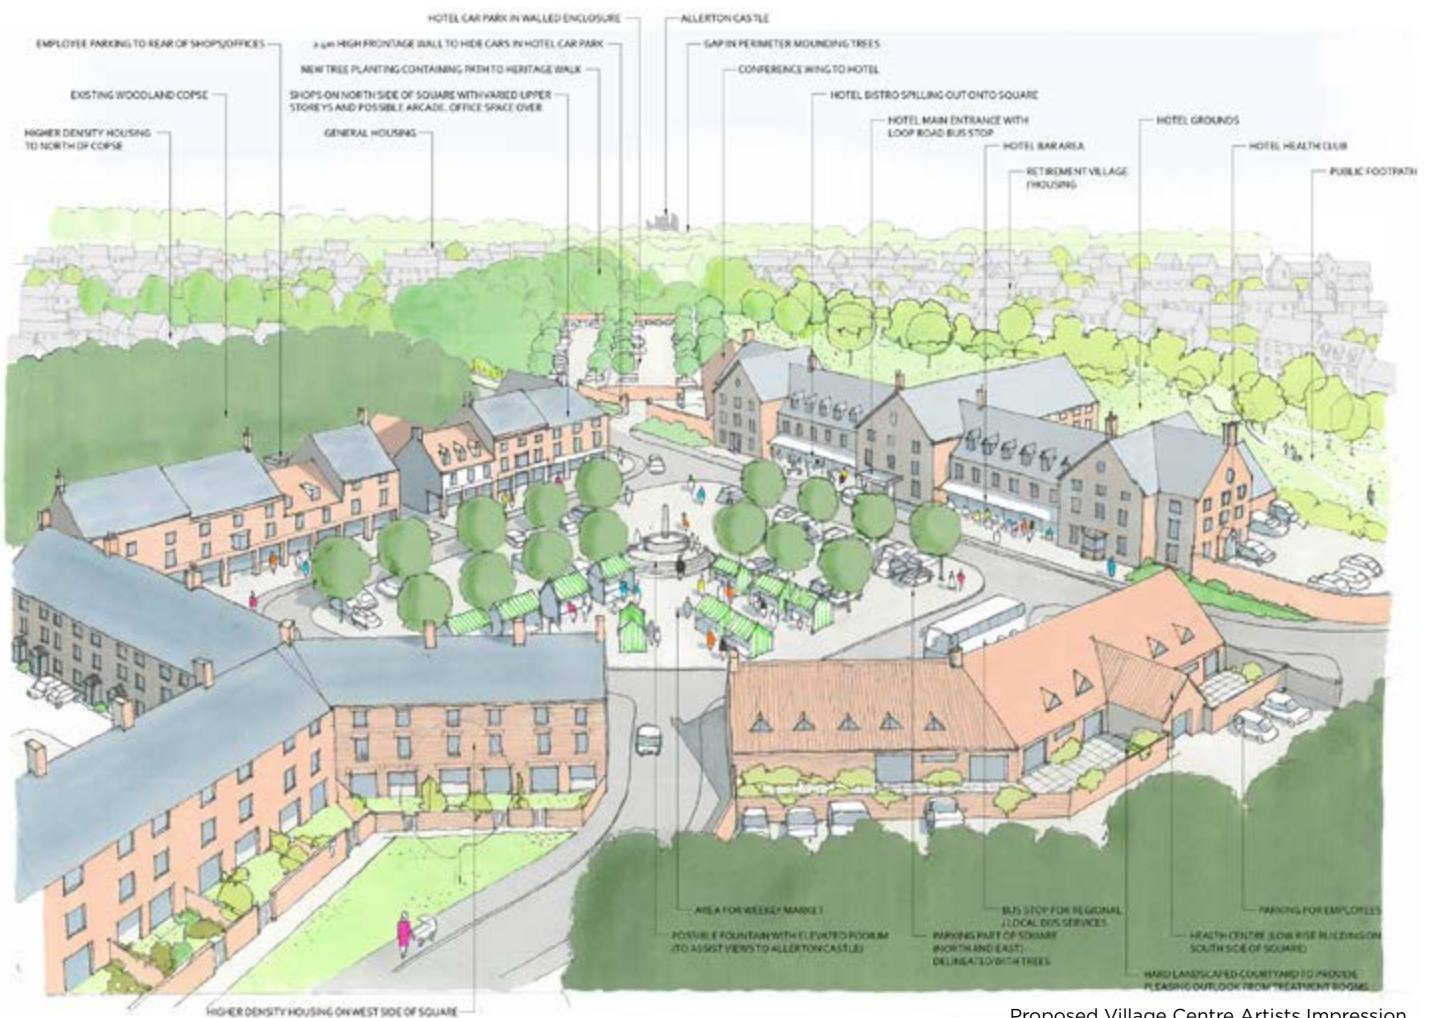 HOTEL CAR PARK IN WALLED ENCLOSURE
ALLERTON CASTLE
EMPLOYEE PARKING TO REAR OF SHOPS/OFFICES
2.4m HIGH FRONTAGE WALL TO HIDE CARS IN HOTEL CAR PARK
GAP IN PERIMETER MOUNDING TREES
NEW TREE PLANTING CONTAINING PATH TO HERITAGE WALK
CONFERENCE WING TO HOTEL
EXISTING WOODLAND COPSE
SHOPS ON NORTH SIDE OF SQUARE WITH VARIED UPPER
STOREYS AND POSSIBLE ARCADE. OFFICE SPACE OVER
HOTEL BISTRO SPILLING OUT ONTO SQUARE
HIGHER DENSITY HOUSING
TO NORTH OF COPSE
GENERAL HOUSING
HOTEL MAIN ENTRANCE WITH
LOOP ROAD BUS STOP
HOTEL GROUNDS
HOTEL BAR AREA
HOTEL HEALTH CLUB
RETIREMENT VILLAGE
/HOUSING
PUBLIC FOOTPATH
AREA FOR WEEKLY MARKET
BUS STOP FOR REGIONAL
/ LOCAL BUS SERVICES
PARKING FOR EMPLOYEES
POSSIBLE FOUNTAIN WITH ELEVATED PODIUM
(TO ASSIST VIEWS TO ALLERTON CASTLE)
PARKING PART OF SQUARE
(NORTH AND EAST)
DELINEATED WITH TREES
HEALTH CENTRE (LOW RISE BUILDING ON
SOUTH SIDE OF SQUARE)
HARD LANDSCAPED COURTYARD TO PROVIDE
PLEASING OUTLOOK FROM TREATMENT ROOMS
HIGHER DENSITY HOUSING ON WEST SIDE OF SQUARE
Proposed Village Centre Artists Impression